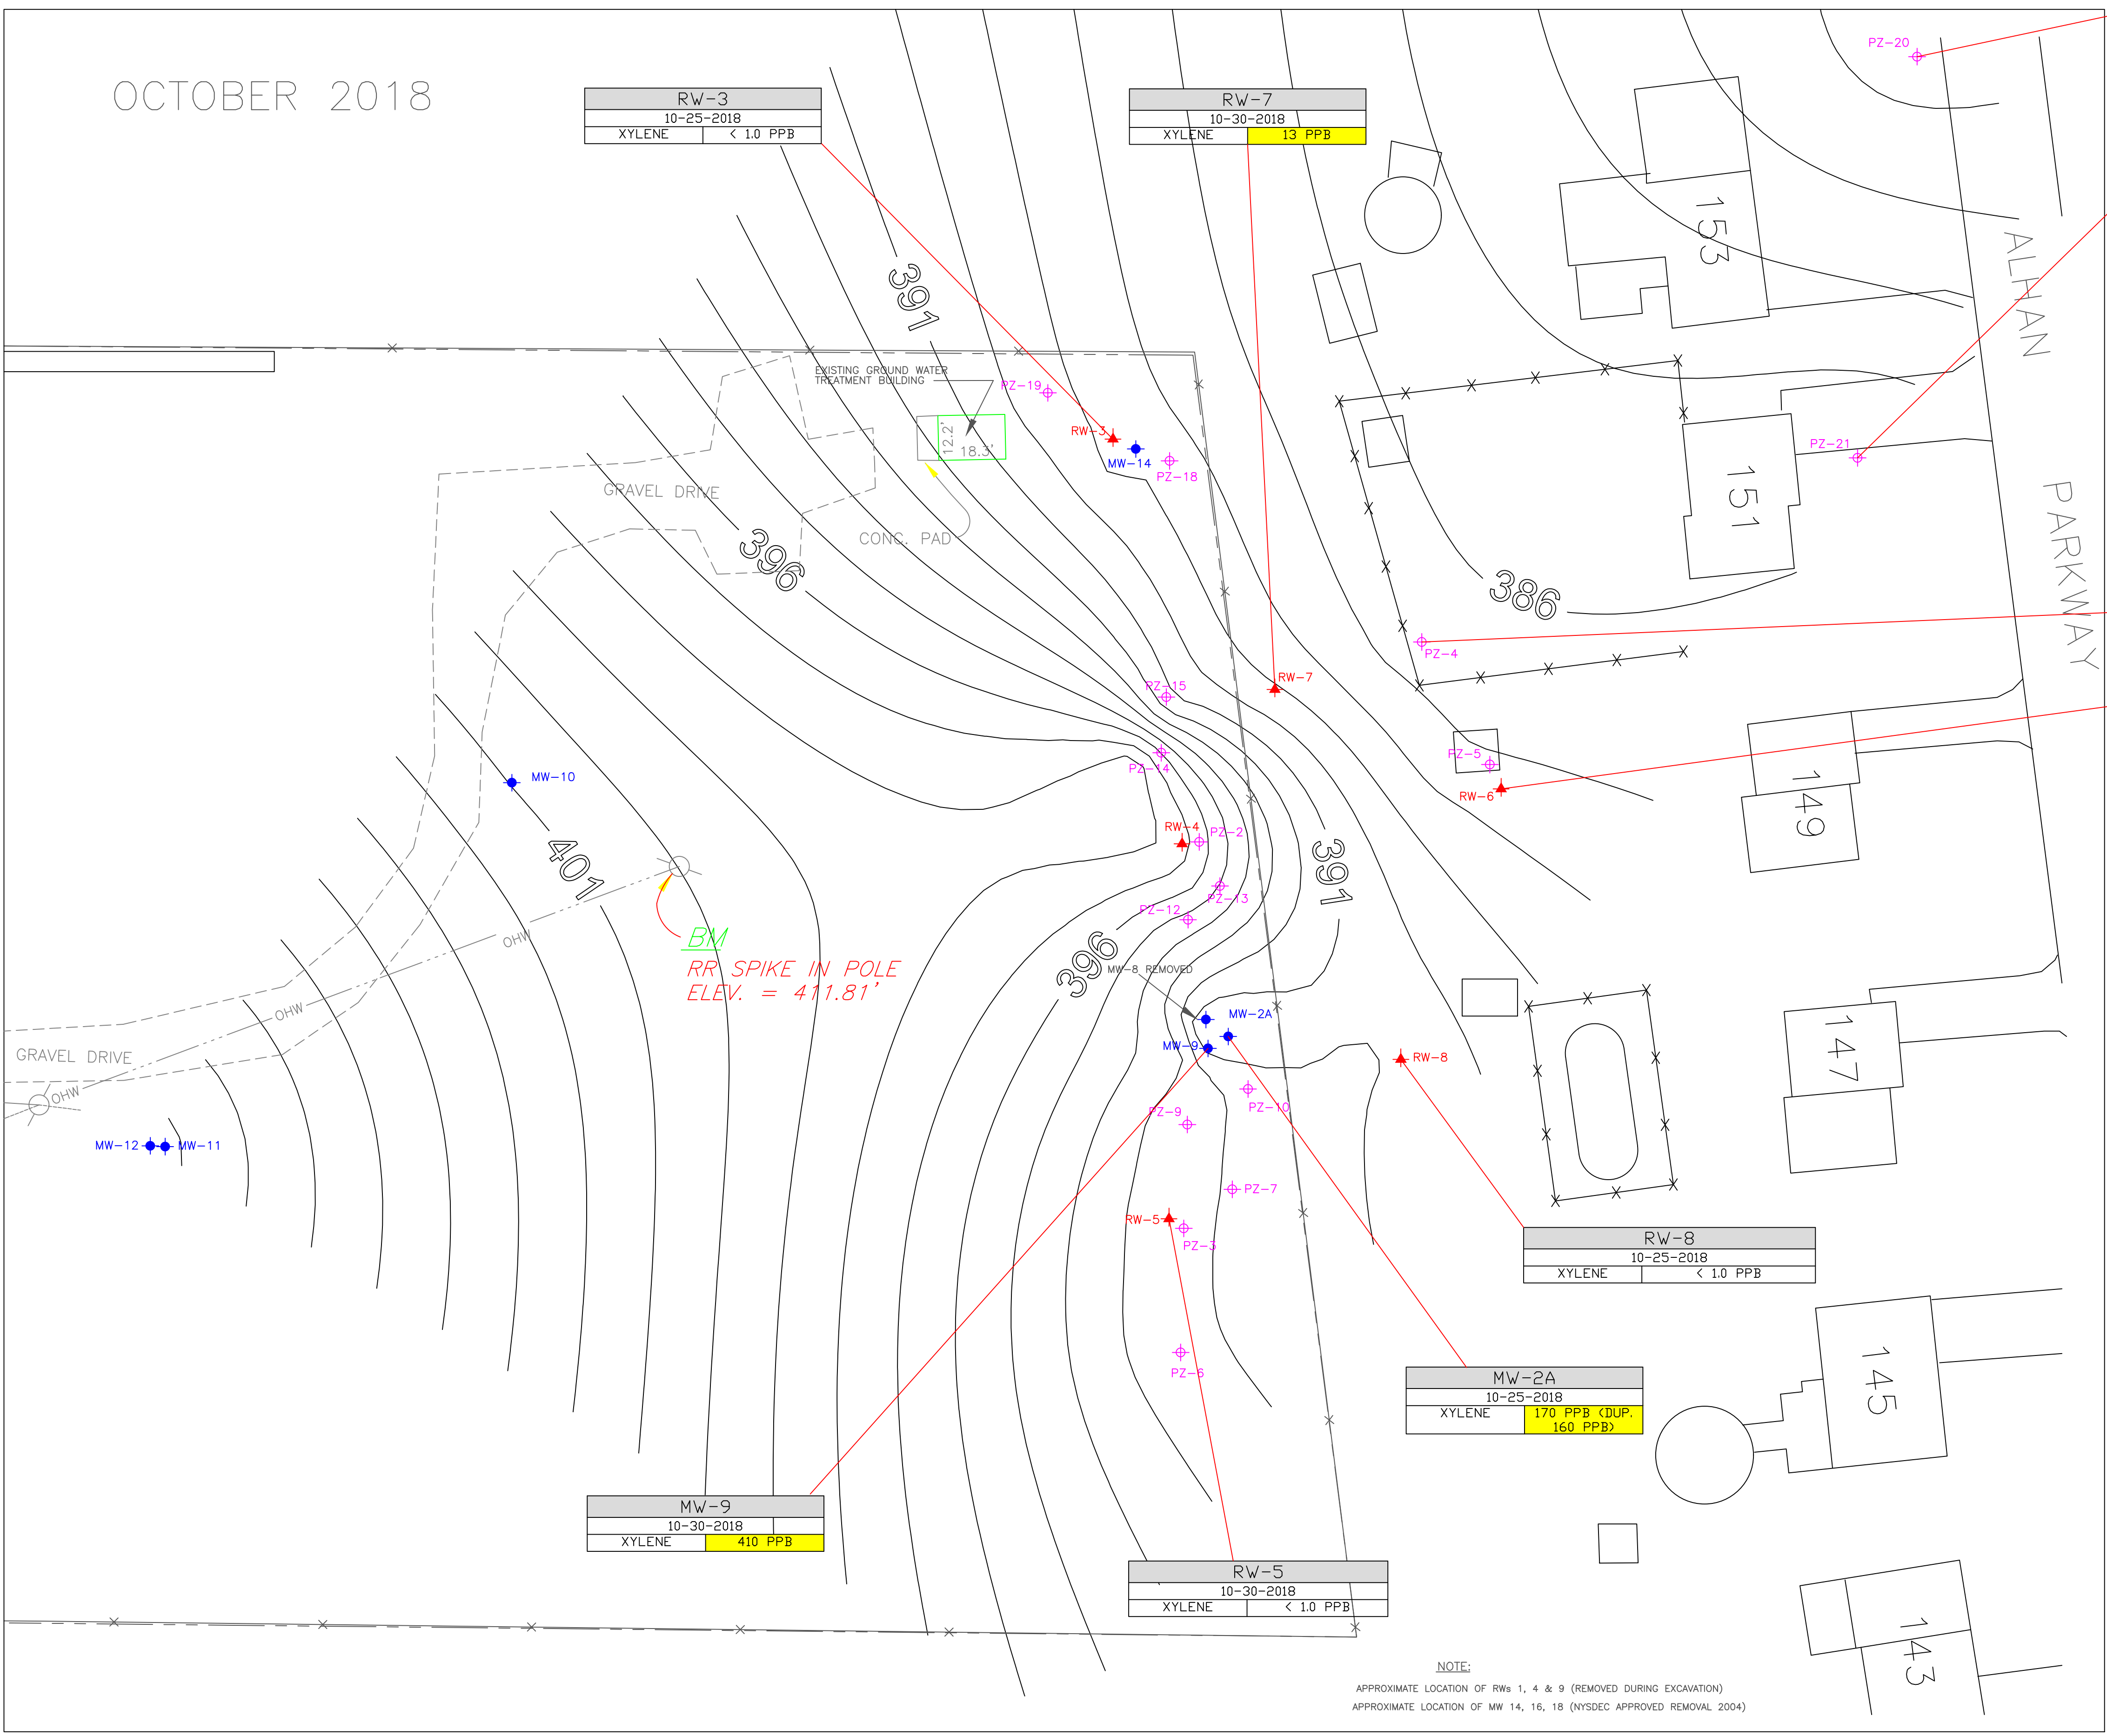 OCTOBER 2018
RW-3
10-25-2018
XYLENE < 1.0 PPB
RW-7
10-30-2018
XYLENE 13 PPB
PZ-20
153
ALHAN
PARKWAY
391
EXISTING GROUND WATER
TREATMENT BUILDING
PZ-19
12.2'
18.3'
RW-3
MW-14
PZ-18
PZ-21
151
GRAVEL DRIVE
CONC. PAD
396
386
PZ-4
RW-7
PZ-15
PZ-14
PZ-5
RW-6
149
MW-10
401
RW-4
PZ-2
391
PZ-13
PZ-12
OHW
BM
RR SPIKE IN POLE
ELEV. = 411.81'
396
MW-8 REMOVED
MW-2A
MW-9
RW-8
147
OHW
GRAVEL DRIVE
OHW
PZ-10
PZ-9
MW-12
MW-11
PZ-7
RW-5
PZ-3
RW-8
10-25-2018
XYLENE < 1.0 PPB
PZ-6
MW-2A
10-25-2018
XYLENE 170 PPB (DUP.
160 PPB)
145
MW-9
10-30-2018
XYLENE 410 PPB
RW-5
10-30-2018
XYLENE < 1.0 PPB
143
NOTE:
APPROXIMATE LOCATION OF RWs 1, 4 & 9 (REMOVED DURING EXCAVATION)
APPROXIMATE LOCATION OF MW 14, 16, 18 (NYSDEC APPROVED REMOVAL 2004)